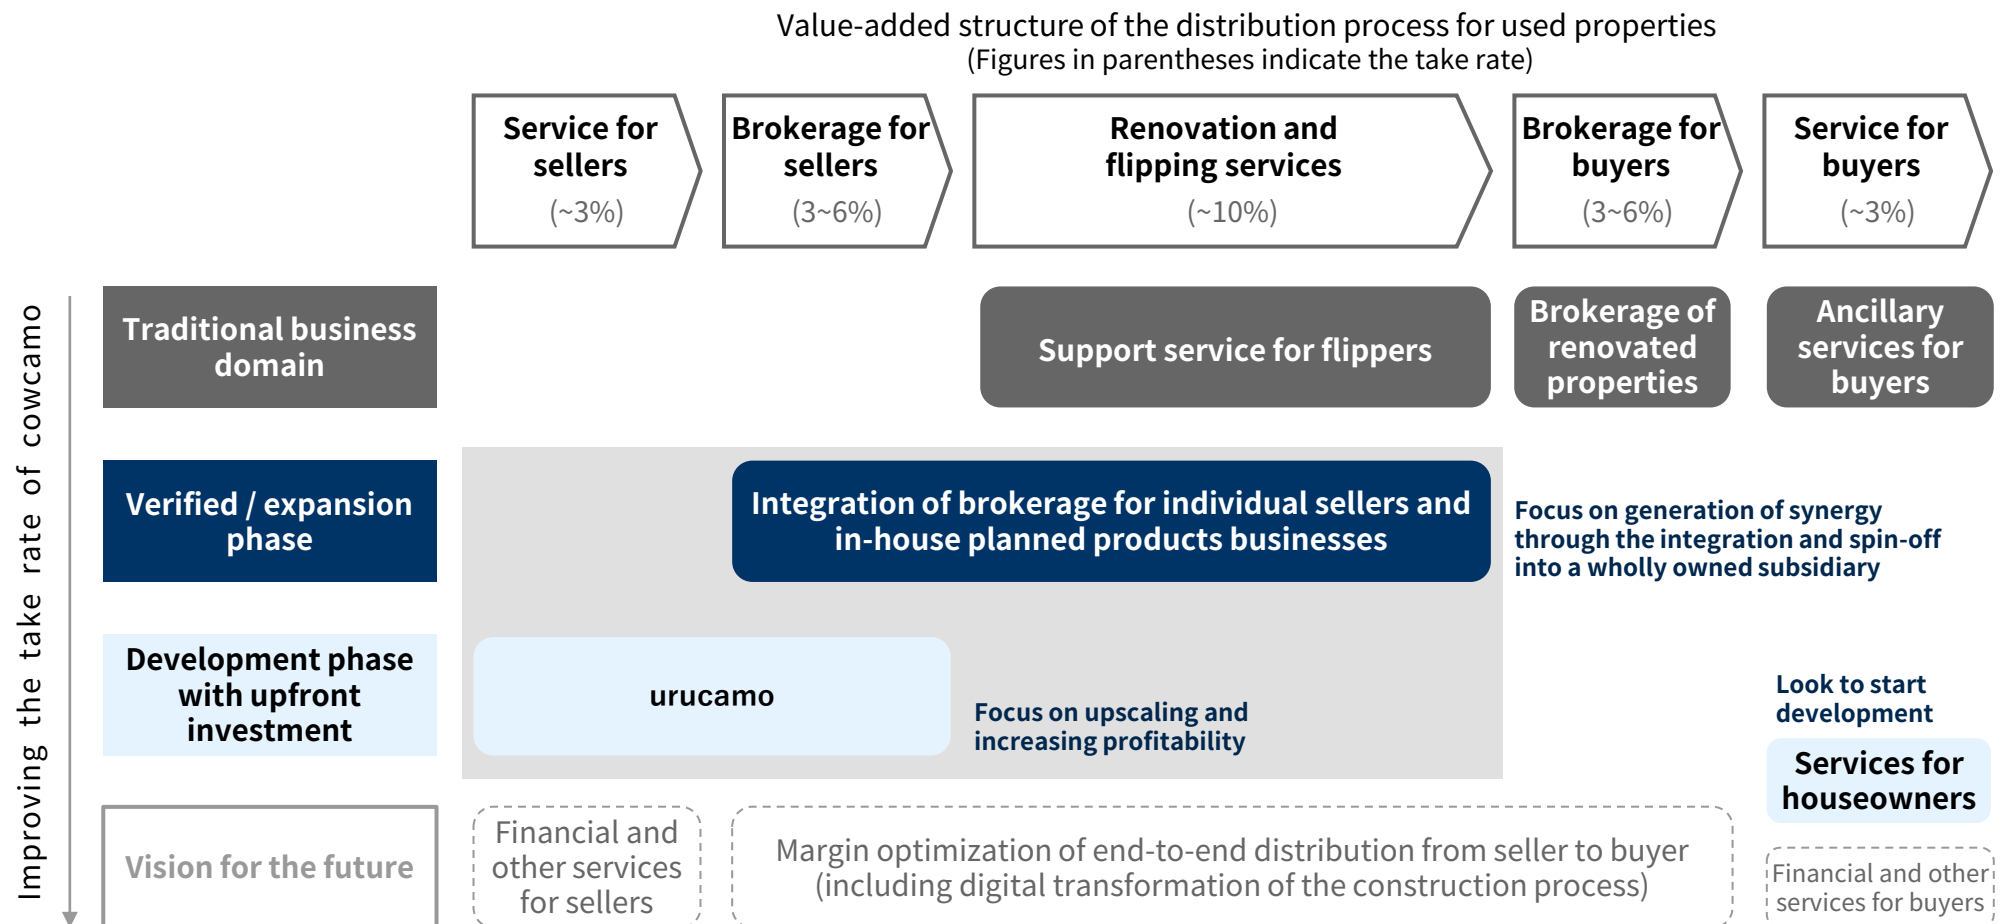 Value-added structure of the distribution process for used properties
(Figures in parentheses indicate the take rate)
Service for
sellers
(~3%)
Brokerage for
sellers
(3~6%)
Renovation and
flipping services
(~10%)
Brokerage for
buyers
(3~6%)
Service for
buyers
(~3%)
Improving the take rate of cowcamo
Traditional business
domain
Support service for flippers
Brokerage of
renovated
properties
Ancillary
services for
buyers
Verified / expansion
phase
Integration of brokerage for individual sellers and
in-house planned products businesses
Focus on generation of synergy
through the integration and spin-off
into a wholly owned subsidiary
Development phase
with upfront
investment
urucamo
Focus on upscaling and
increasing profitability
Look to start
development
Services for
houseowners
Vision for the future
Financial and
other services
for sellers
Margin optimization of end-to-end distribution from seller to buyer
(including digital transformation of the construction process)
Financial and other
services for buyers